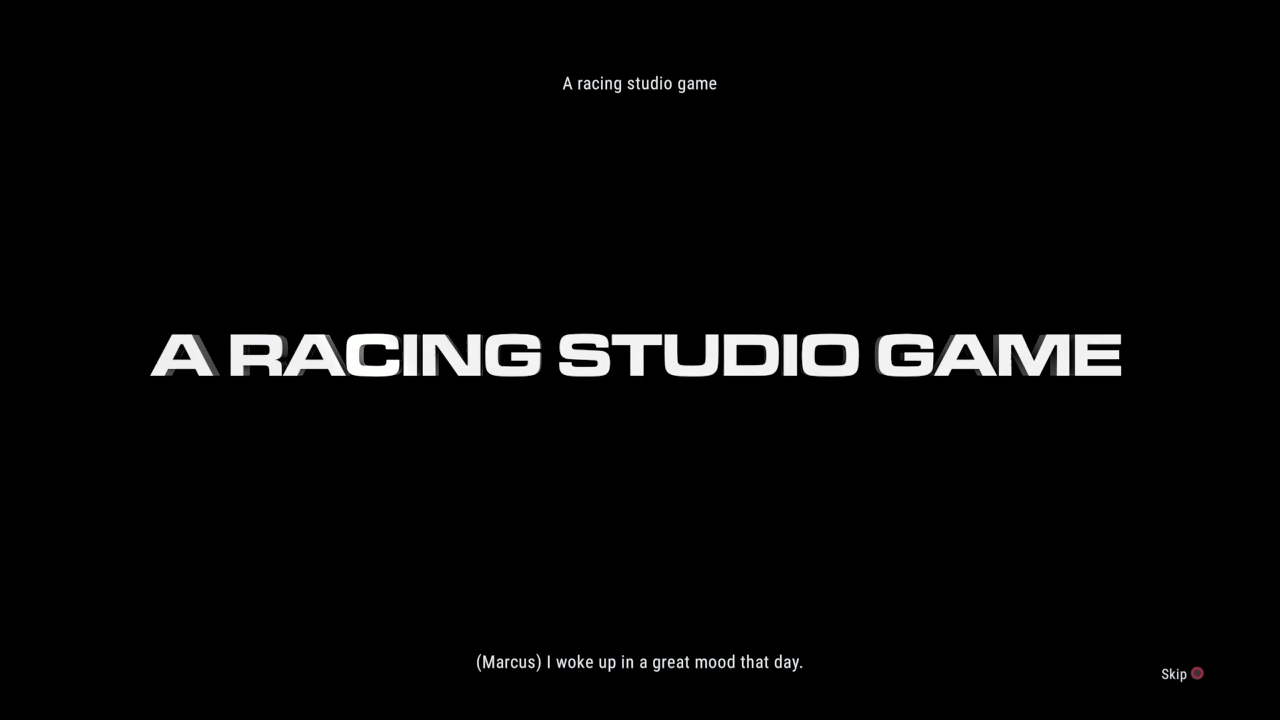 A racing studio game
A RACING STUDIO GAME
(Marcus) I woke up in a great mood that day.
Skip